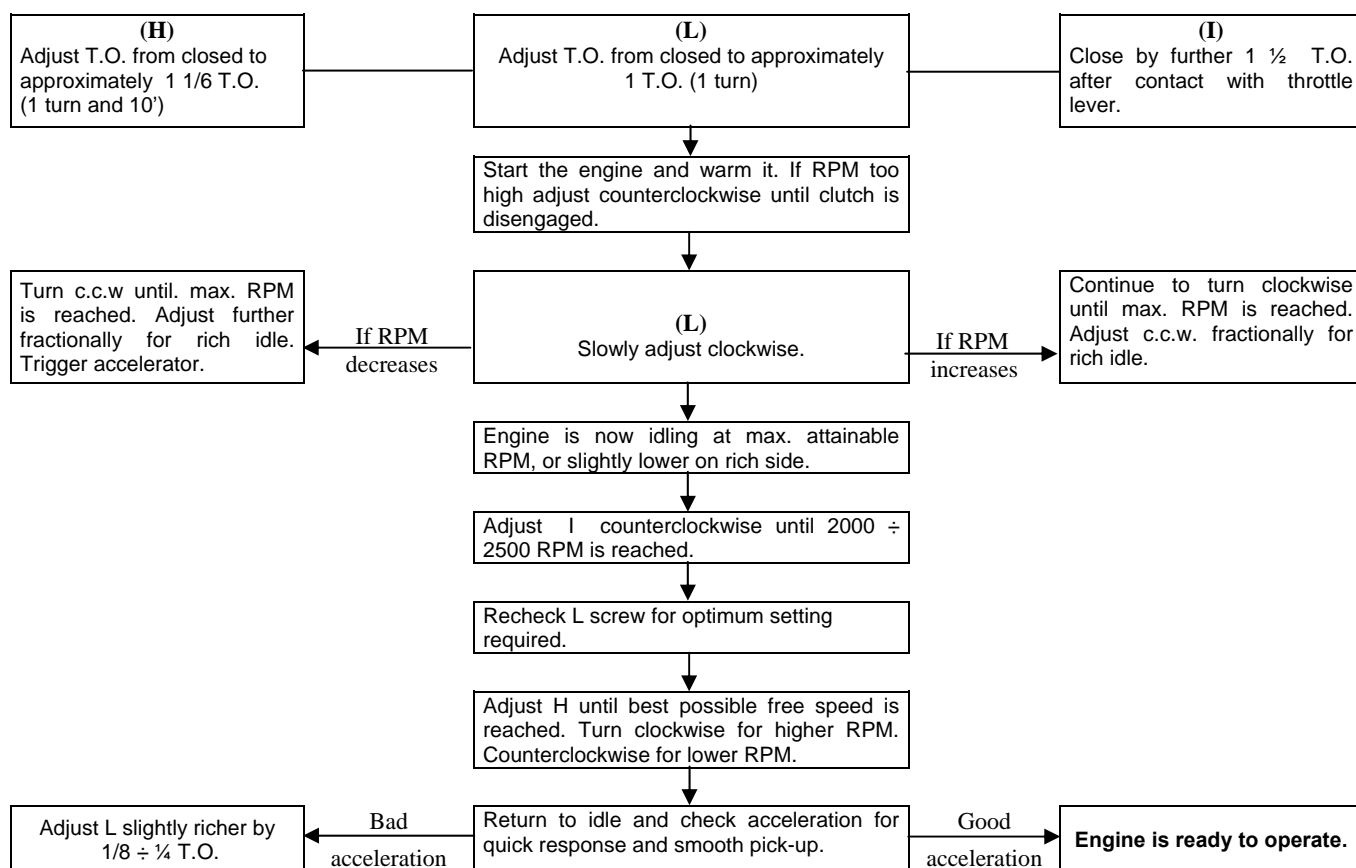 (H)
Adjust T.O. from closed to
approximately 1 1/6 T.O.
(1 turn and 10')
(L)
Adjust T.O. from closed to approximately
1 T.O. (1 turn)
(I)
Close by further 1 ½ T.O.
after contact with throttle
lever.
Start the engine and warm it. If RPM too
high adjust counterclockwise until clutch is
disengaged.
Turn c.c.w until. max. RPM
is reached. Adjust further
fractionally for rich idle.
Trigger accelerator.
If RPM
decreases
(L)
Slowly adjust clockwise.
If RPM
increases
Continue to turn clockwise
until max. RPM is reached.
Adjust c.c.w. fractionally for
rich idle.
Engine is now idling at max. attainable
RPM, or slightly lower on rich side.
Adjust I counterclockwise until 2000 ÷
2500 RPM is reached.
Recheck L screw for optimum setting
required.
Adjust H until best possible free speed is
reached. Turn clockwise for higher RPM.
Counterclockwise for lower RPM.
Adjust L slightly richer by
1/8 ÷ ¼ T.O.
Bad
acceleration
Return to idle and check acceleration for
quick response and smooth pick-up.
Good
acceleration
Engine is ready to operate.